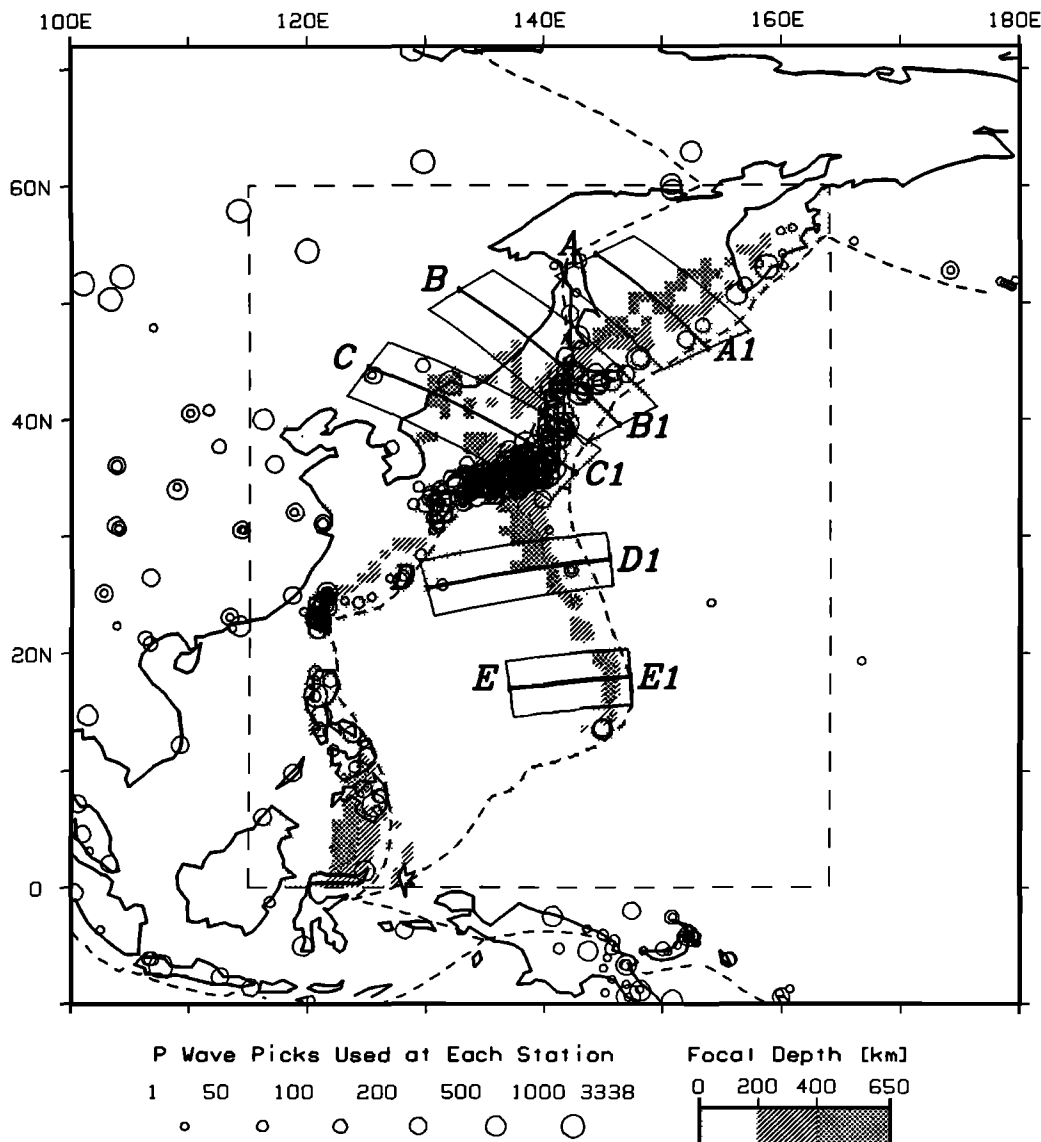 100E 120E 140E 160E 180E
60N
40N
20N
0
A
B
C
A1
B1
C1
D1
E E1
P Wave Picks Used at Each Station
1 50 100 200 500 1000 3338
Focal Depth [km]
0 200 400 650